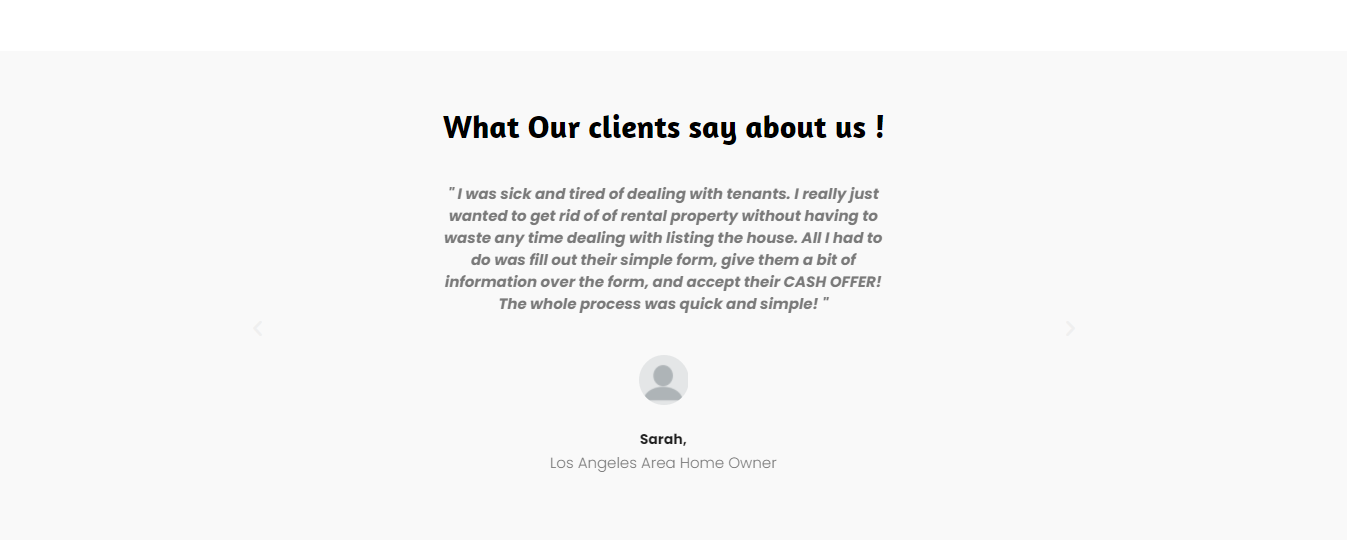 What Our clients say about us !
" I was sick and tired of dealing with tenants. I really just
wanted to get rid of of rental property without having to
waste any time dealing with listing the house. All I had to
do was fill out their simple form, give them a bit of
information over the form, and accept their CASH OFFER!
The whole process was quick and simple! "
Sarah,
Los Angeles Area Home Owner